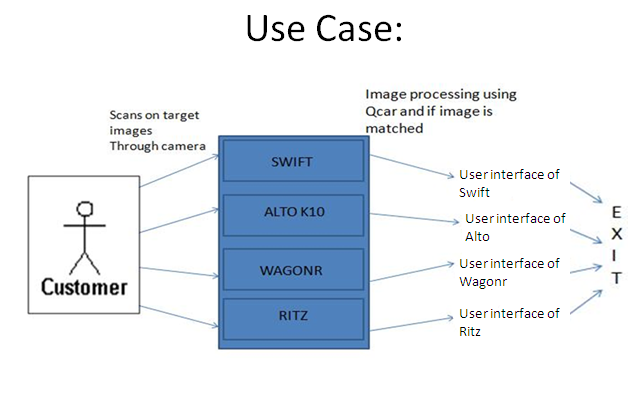 Use Case:
Scans on target
images
Through camera
Image processing using
Qcar and if image is
matched
Customer
SWIFT
ALTO K10
WAGONR
RITZ
User interface of
Swift
User interface of
Alto
User interface of
Wagonr
User interface of
Ritz
E
X
I
T